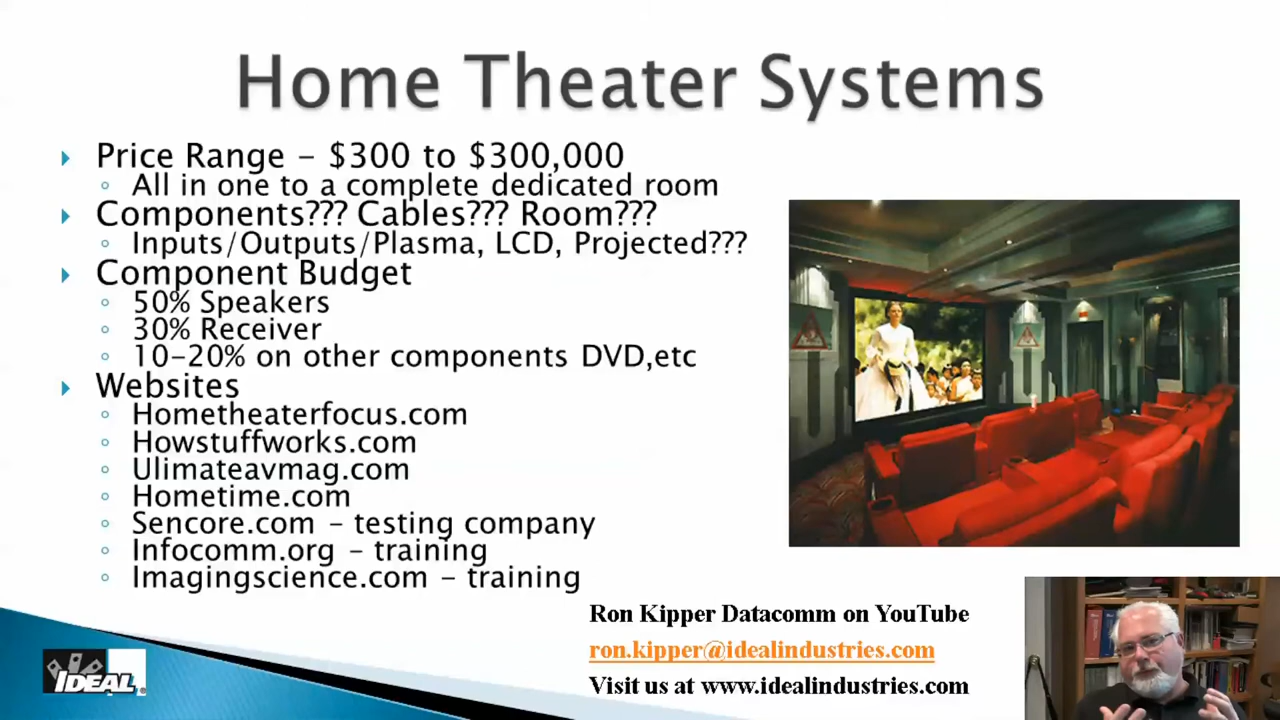 Home Theater Systems
Price Range – $300 to $300,000
All in one to a complete dedicated room
Components??? Cables??? Room???
Inputs/Outputs/Plasma, LCD, Projected???
Component Budget
50% Speakers
30% Receiver
10-20% on other components DVD,etc
Websites
Hometheaterfocus.com
Howstuffworks.com
Ulimateavmag.com
Hometime.com
Sencore.com – testing company
Infocomm.org – training
Imagingscience.com – training
Ron Kipper Datacomm on YouTube
ron.kipper@idealindustries.com
Visit us at www.idealindustries.com
IDEAL®